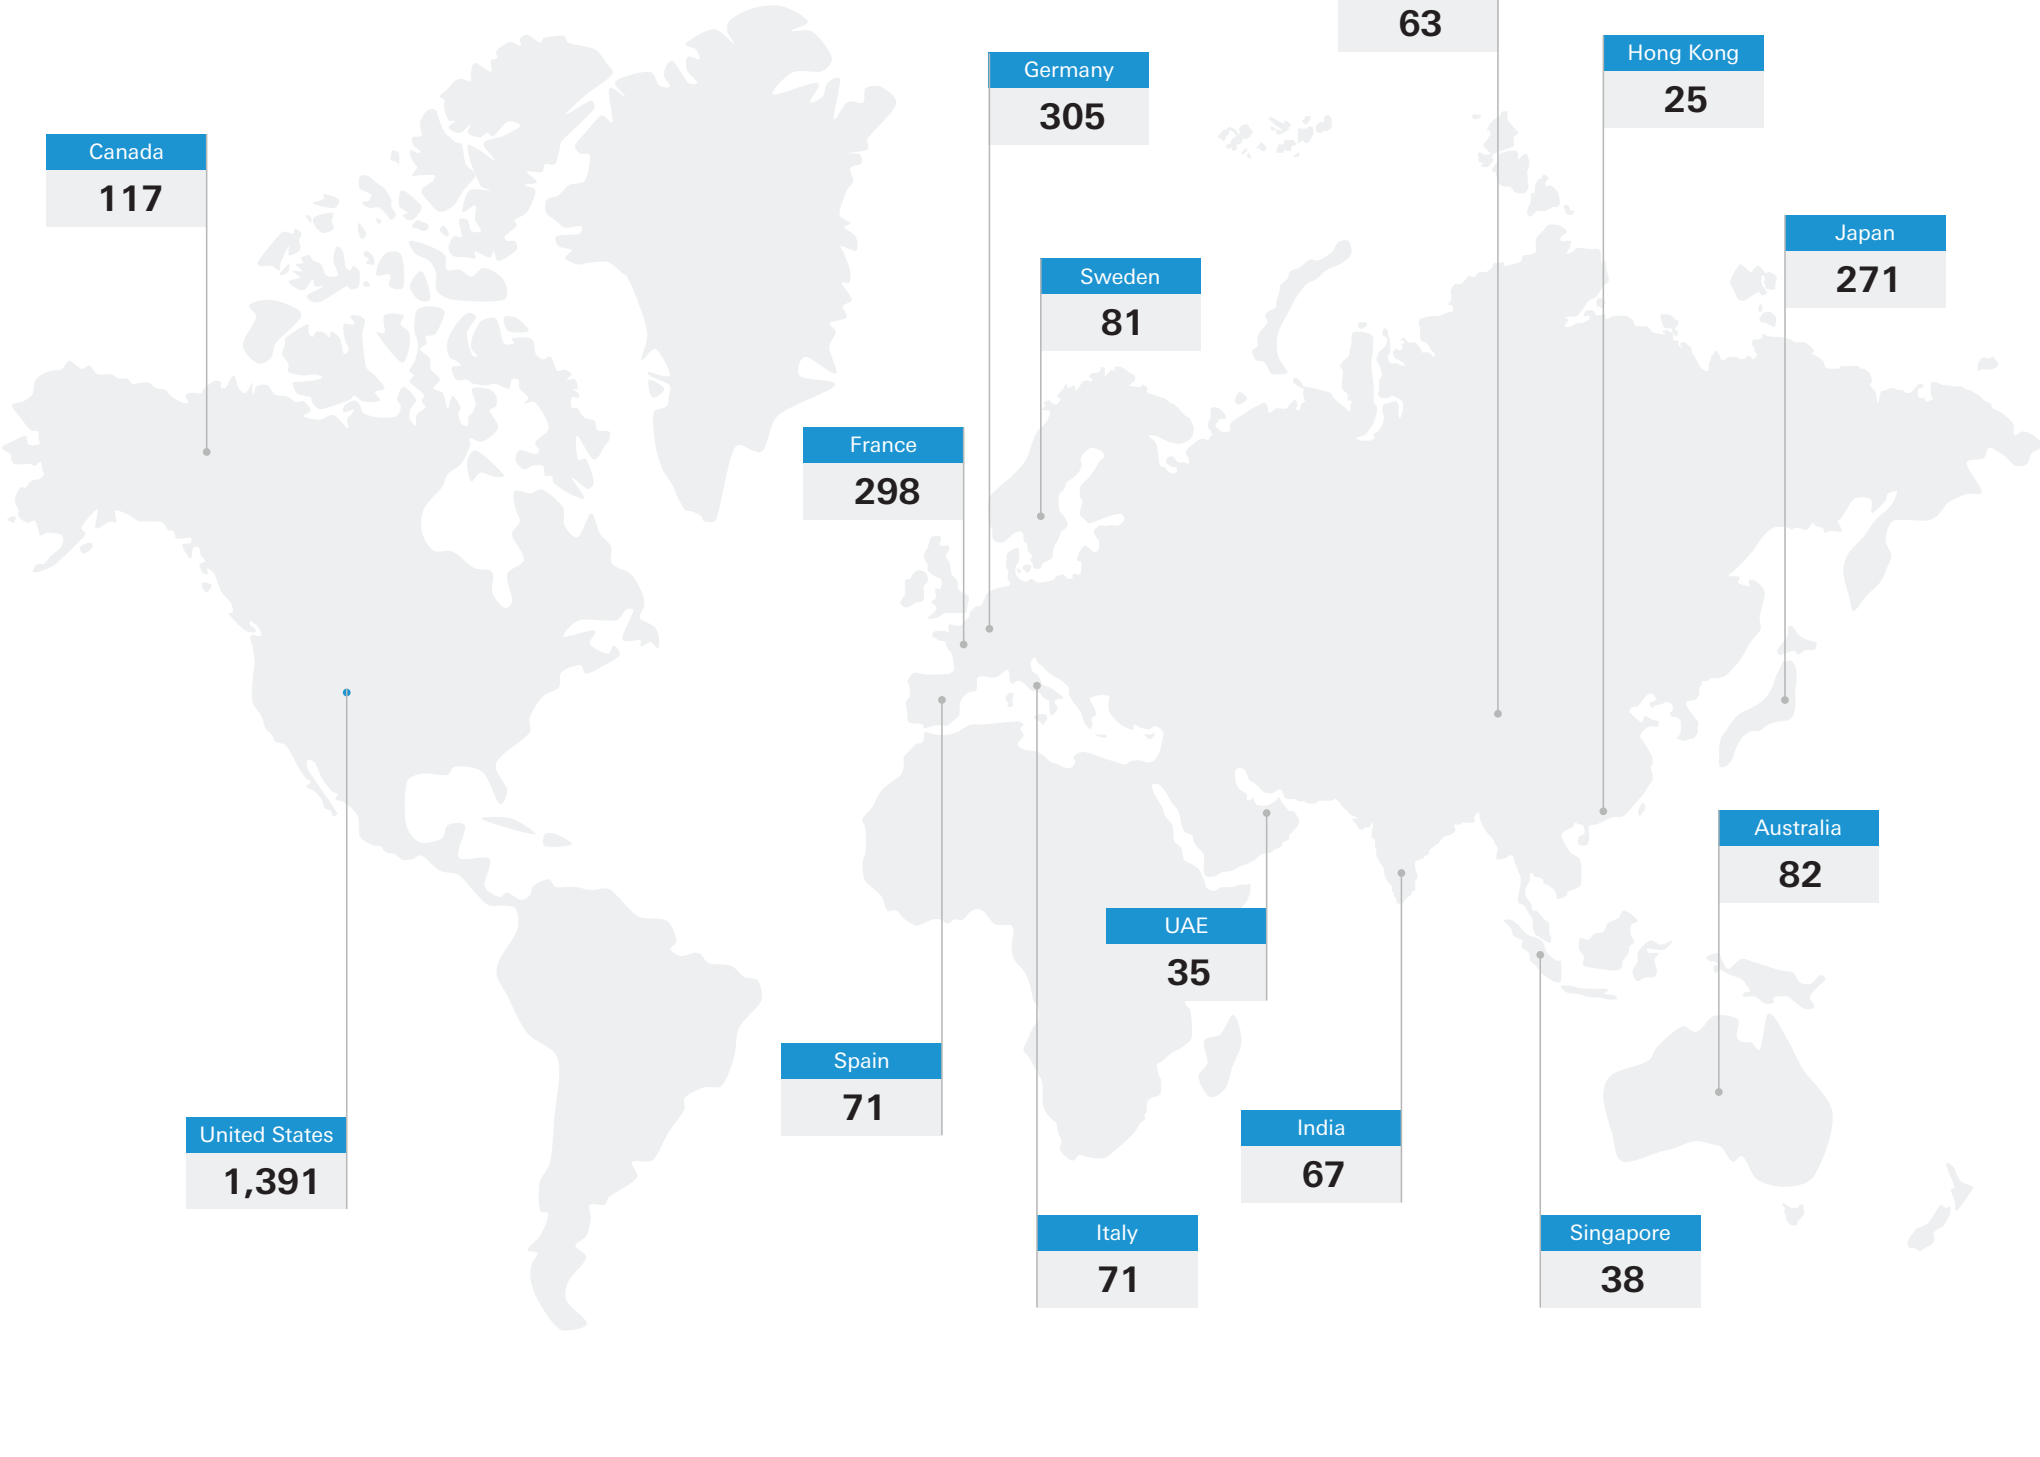 63
Hong Kong
25
Germany
305
Canada
117
Japan
271
Sweden
81
France
298
Australia
82
UAE
35
Spain
71
India
67
United States
1,391
Italy
71
Singapore
38